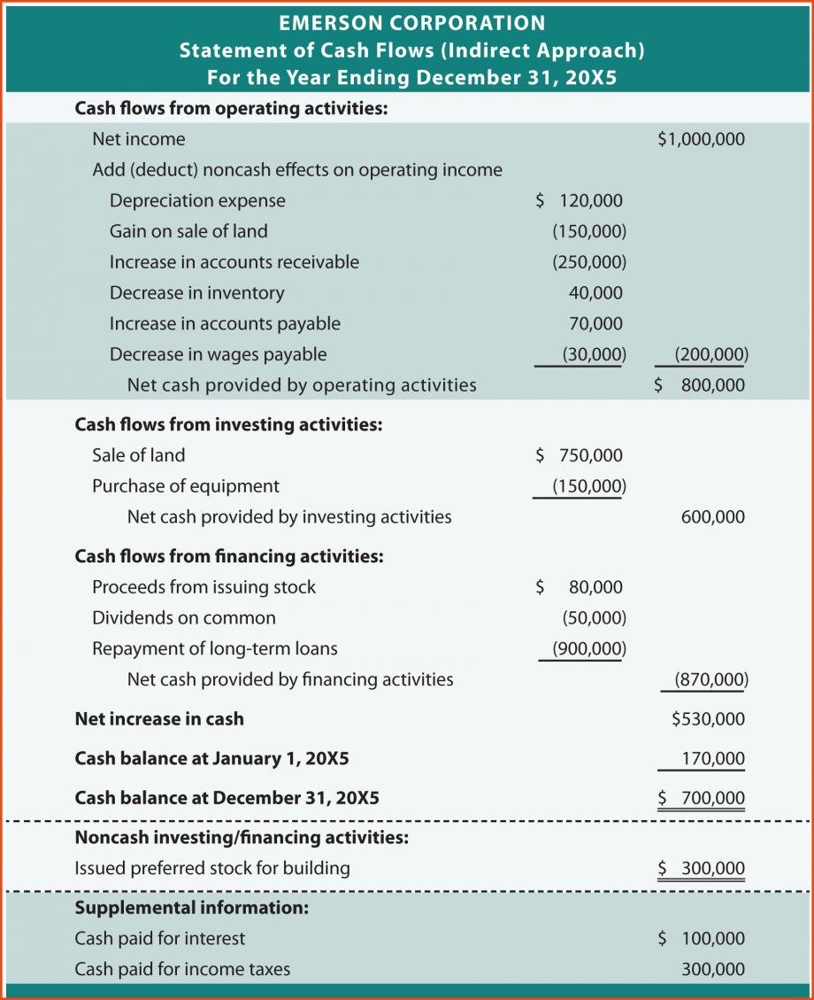 EMERSON CORPORATION
Statement of Cash Flows (Indirect Approach)
For the Year Ending December 31, 20X5
Cash flows from operating activities:
Net income $1,000,000
Add (deduct) noncash effects on operating income
Depreciation expense $ 120,000
Gain on sale of land (150,000)
Increase in accounts receivable (250,000)
Decrease in inventory 40,000
Increase in accounts payable 70,000
Decrease in wages payable (30,000) (200,000)
Net cash provided by operating activities $ 800,000
Cash flows from investing activities:
Sale of land $ 750,000
Purchase of equipment (150,000)
Net cash provided by investing activities 600,000
Cash flows from financing activities:
Proceeds from issuing stock $ 80,000
Dividends on common (50,000)
Repayment of long-term loans (900,000)
Net cash provided by financing activities (870,000)
Net increase in cash $530,000
Cash balance at January 1, 20X5 170,000
Cash balance at December 31, 20X5 $ 700,000
Noncash investing/financing activities:
Issued preferred stock for building $ 300,000
Supplemental information:
Cash paid for interest $ 100,000
Cash paid for income taxes 300,000